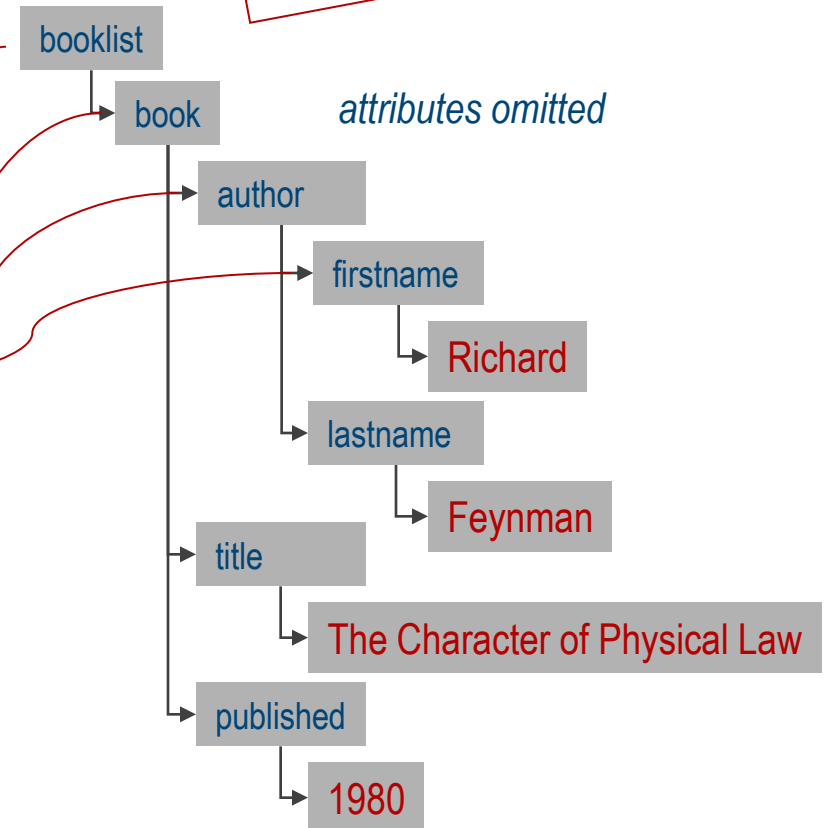 booklist
book
attributes omitted
author
firstname
Richard
lastname
Feynman
title
The Character of Physical Law
published
1980